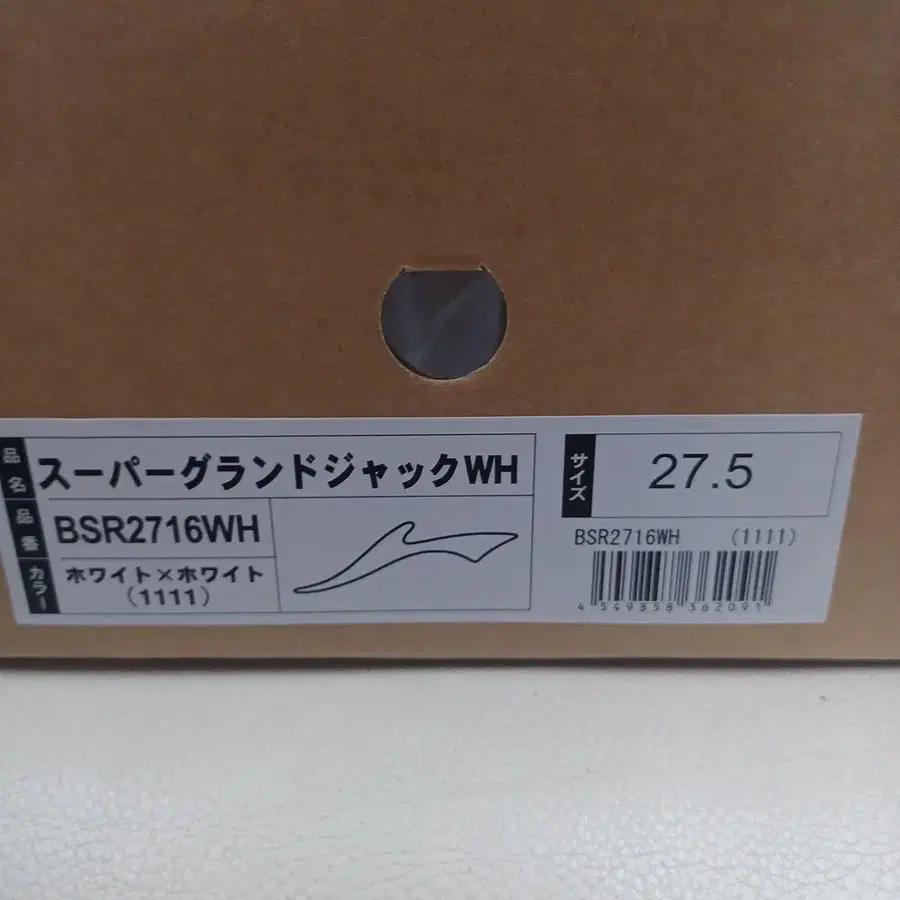 品名 スーパーグランドジャックWH
品番 BSR2716WH
カラー ホワイト×ホワイト
(1111)
サイズ 27.5
BSR2716WH (1111)
4 549858 362091